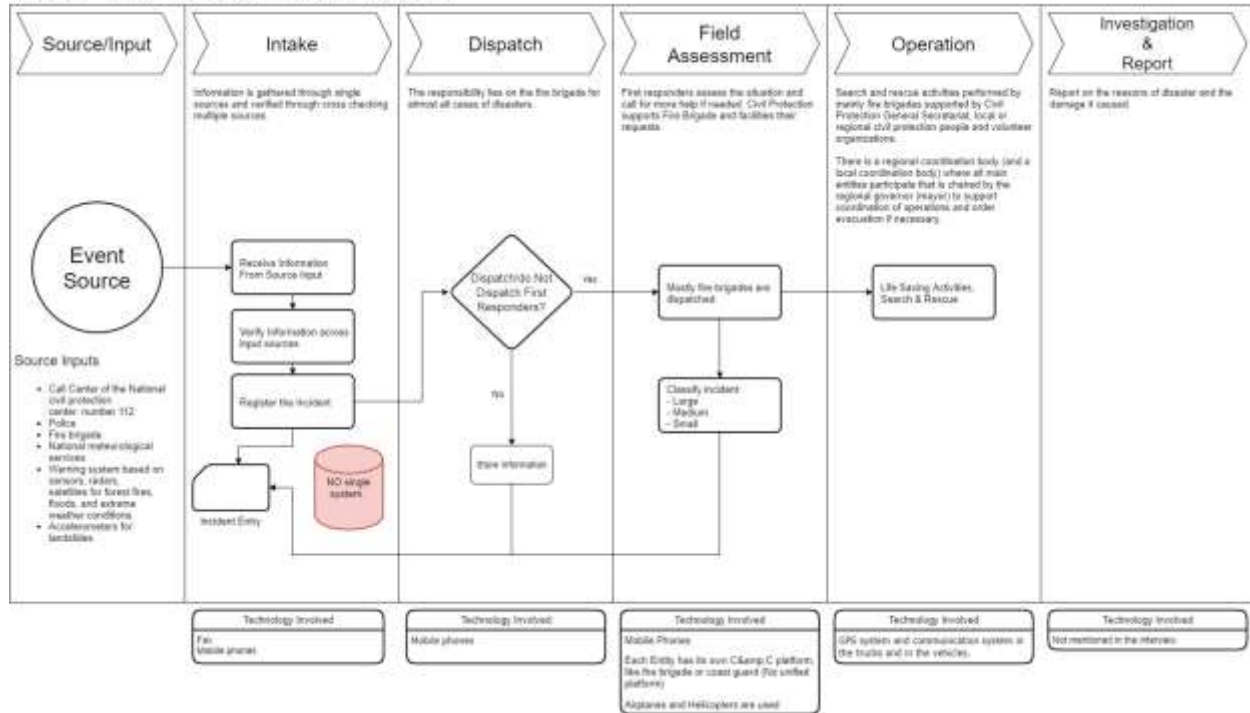 Source/Input
Intake
Dispatch
Field
Assessment
Operation
Investigation
&
Report
Information is gathered through single
sources and verified through cross checking
multiple sources.
The responsibility lies on the fire brigade for
almost all cases of disasters.
First responders assess the situation and
call for more help if needed. Civil Protection
supports Fire Brigade and facilities their
requests.
Search and rescue activities performed by
mainly fire brigades supported by Civil
Protection General Secretariat, local or
regional civil protection people and volunteer
organizations.
There is a regional coordination body (and a
local coordination body) where all main
entities participate that is chaired by the
regional governor (mayor) to support
coordination of operations and order
evacuation if necessary.
Report on the reasons of disaster and the
damage it caused.
Event
Source
Receive Information
From Source Input
Verify Information across
Input sources
Register the Incident
Incident Entry
NO single
system
Dispatch/do Not
Dispatch First
Responders?
Yes
No
Store Information
Mostly fire brigades are
dispatched
Classify incident
- Large
- Medium
- Small
Life Saving Activities,
Search & Rescue
Source Inputs
• Call Center of the National
civil protection
center: number 112
• Police
• Fire brigade
• National meteorological
services
• Warning system based on
sensors, radars,
satellites for forest fires,
floods, and extreme
weather conditions
• Accelerometers for
landslides
Technology Involved
Fax
Mobile phones
Technology Involved
Mobile phones
Technology Involved
Mobile Phones
Each Entity has its own C&amp;C platform,
like fire brigade or coast guard (No unified
platform)
Airplanes and Helicopters are used
Technology Involved
GPS system and communication system in
the trucks and in the vehicles.
Technology Involved
Not mentioned in the interview